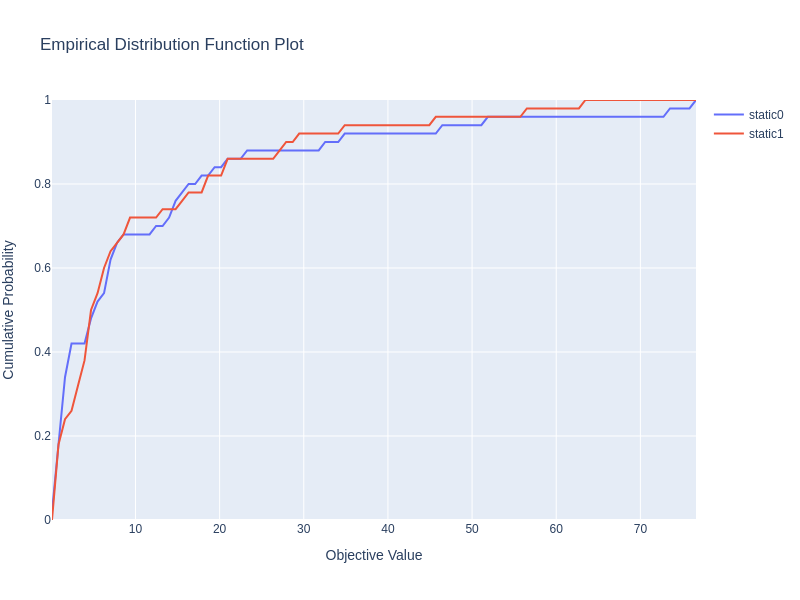 Empirical Distribution Function Plot
1
0.8
0.6
0.4
0.2
0
Cumulative Probability
10
20
30
40
50
60
70
Objective Value
static0
static1